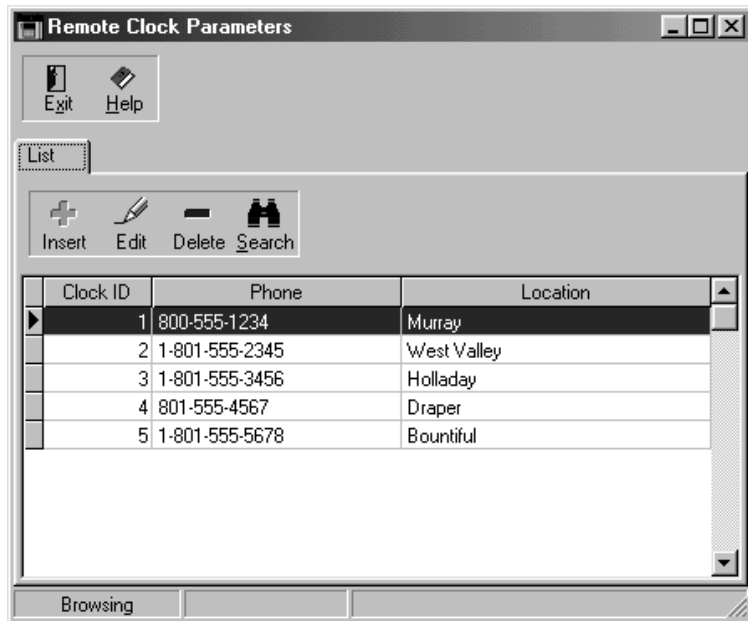 Remote Clock Parameters
Exit Help
List
Insert Edit Delete Search
Clock ID Phone Location
1 800-555-1234 Murray
2 1-801-555-2345 West Valley
3 1-801-555-3456 Holladay
4 801-555-4567 Draper
5 1-801-555-5678 Bountiful
Browsing